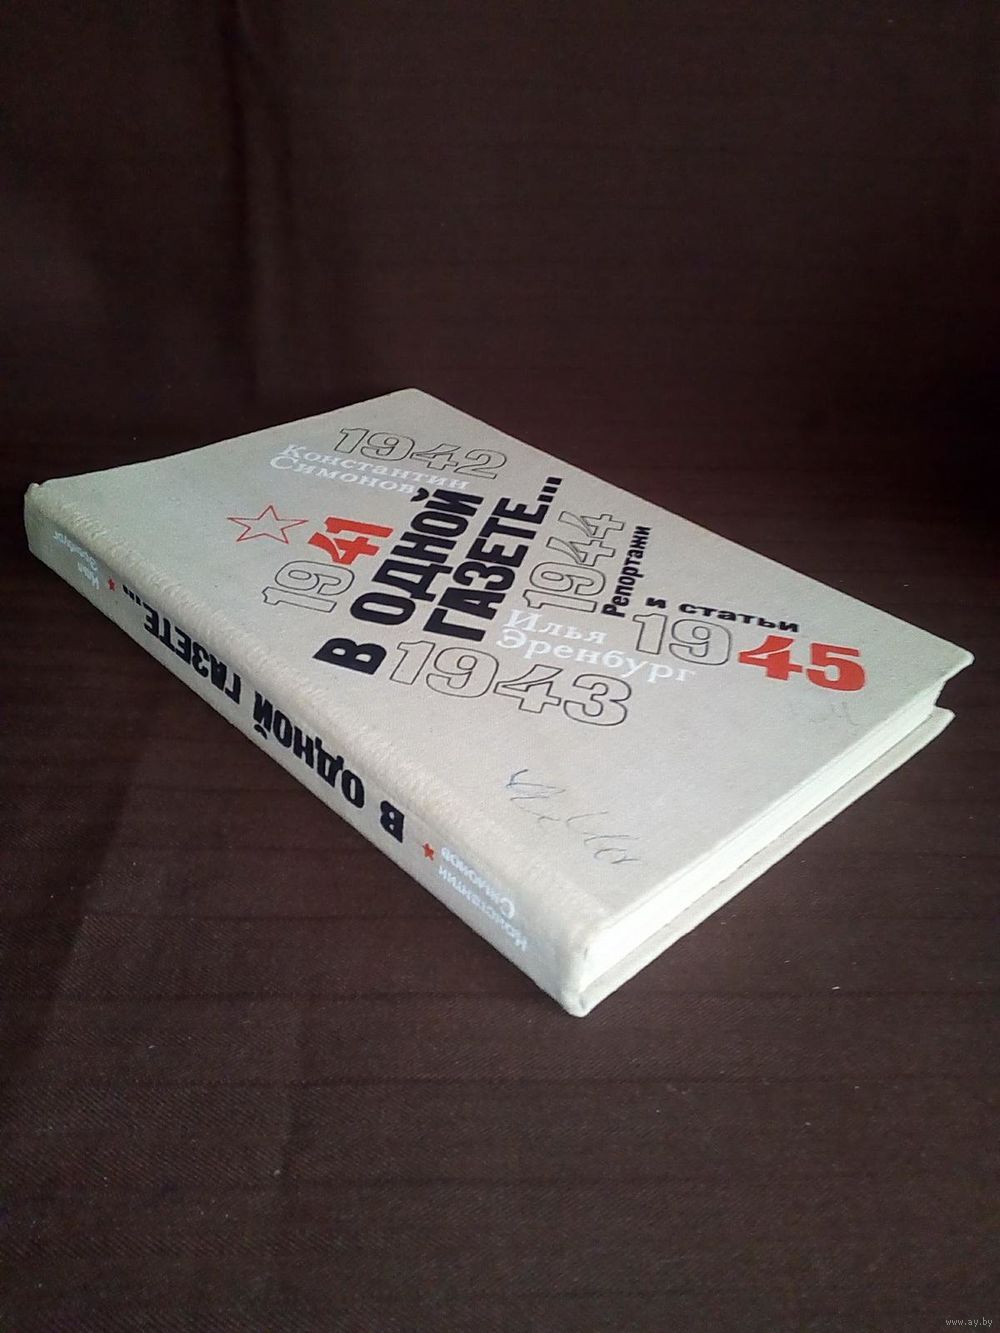 1942
Константин
Симонов
1941
В ОДНОЙ
ГАЗЕТЕ...
1944
Репортажи
и статьи
1945
Илья
Эренбург
1943
Константин
Симонов
В ОДНОЙ ГАЗЕТЕ...
Илья
Эренбург
www.ay.by